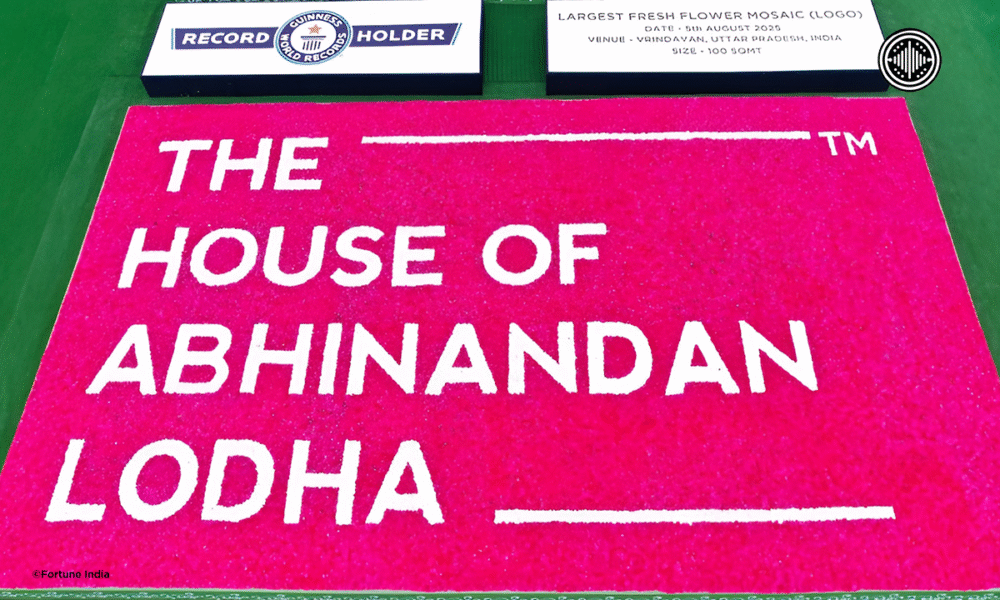 RECORD
GUINNESS
WORLD RECORDS
HOLDER
LARGEST FRESH FLOWER MOSAIC (LOGO)
DATE - 5th AUGUST 2025
VENUE - VRINDAVAN, UTTAR PRADESH, INDIA
SIZE - 100 SQMT
THE
TM
HOUSE OF
ABHINANDAN
LODHA
©Fortune India